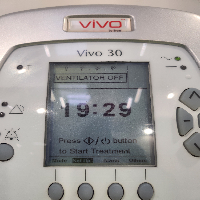 VIVO
Vivo 30
VENTILATOR OFF
19:29
Press / button
to Start Treatment